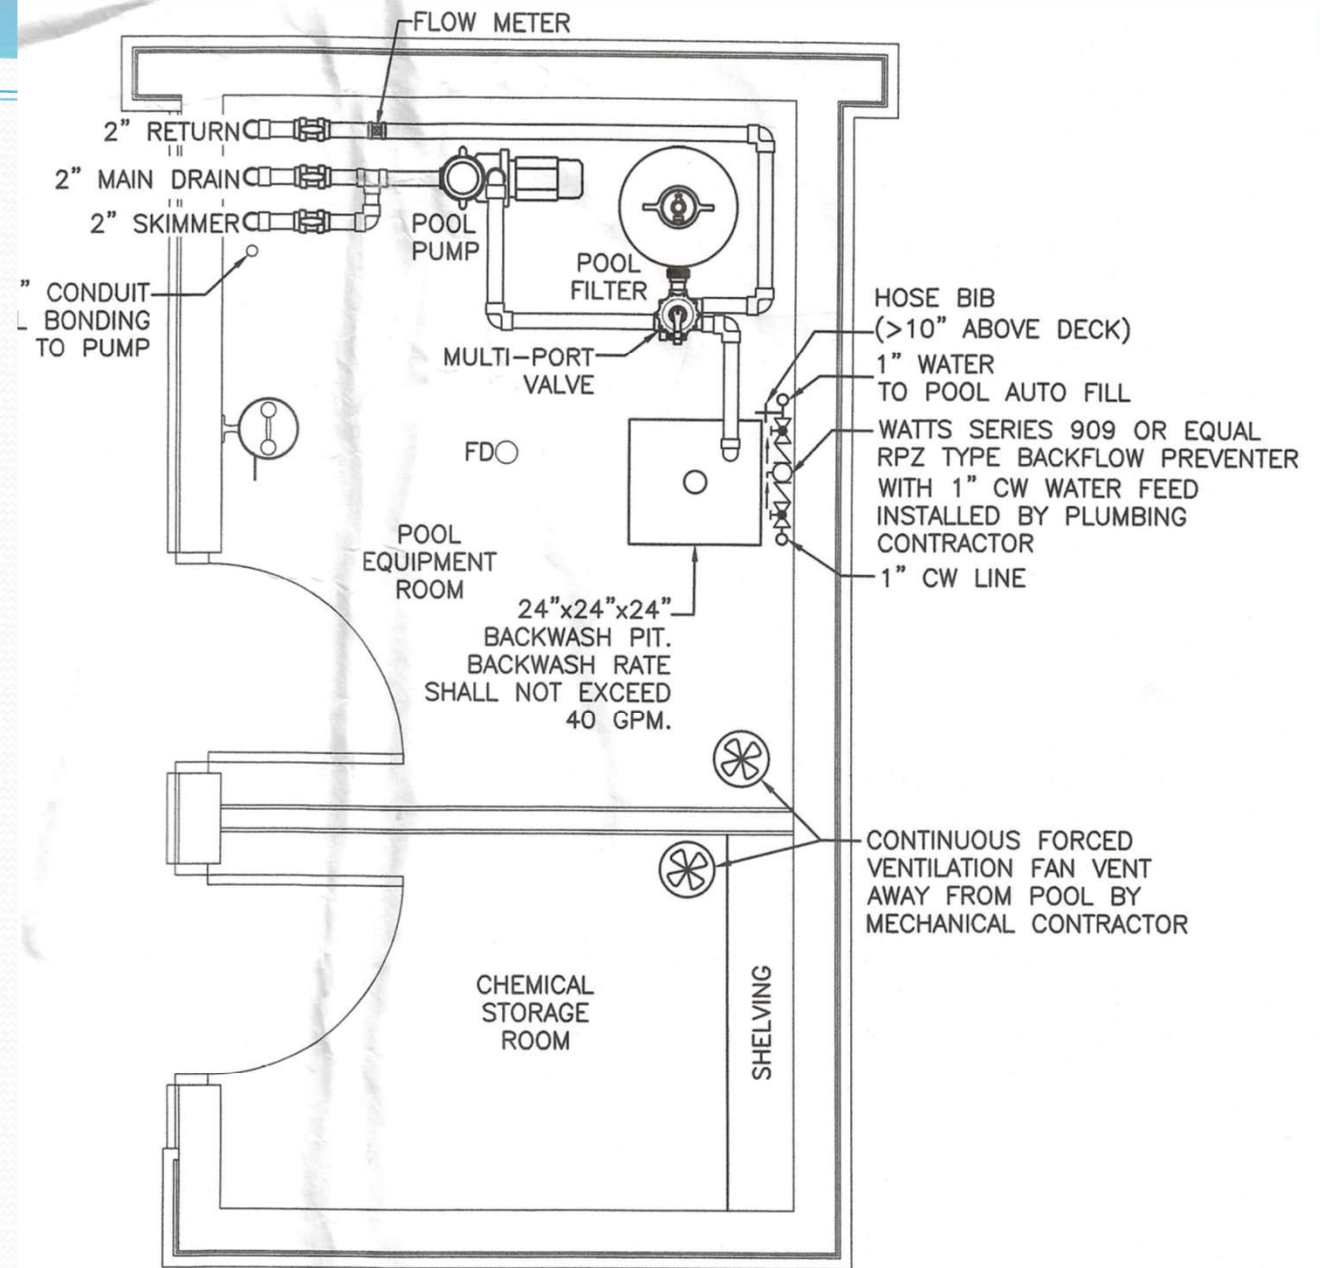 FLOW METER
2" RETURN
2" MAIN DRAIN
2" SKIMMER
POOL
PUMP
POOL
FILTER
" CONDUIT
L BONDING
TO PUMP
MULTI-PORT
VALVE
HOSE BIB
(>10" ABOVE DECK)
1" WATER
TO POOL AUTO FILL
WATTS SERIES 909 OR EQUAL
RPZ TYPE BACKFLOW PREVENTER
WITH 1" CW WATER FEED
INSTALLED BY PLUMBING
CONTRACTOR
1" CW LINE
FD
POOL
EQUIPMENT
ROOM
24"x24"x24"
BACKWASH PIT.
BACKWASH RATE
SHALL NOT EXCEED
40 GPM.
CONTINUOUS FORCED
VENTILATION FAN VENT
AWAY FROM POOL BY
MECHANICAL CONTRACTOR
CHEMICAL
STORAGE
ROOM
SHELVING